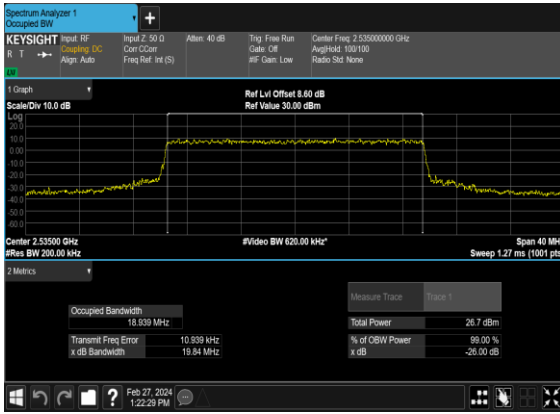 Spectrum Analyzer 1
Occupied BW
+
KEYSIGHT Input: RF Input Z: 50 Ω Atten: 40 dB Trig: Free Run Center Freq: 2.535000000 GHz
R T Coupling: DC Corr CCorr Gate: Off Avg|Hold: 100/100
Align: Auto Freq Ref: Int (S) #IF Gain: Low Radio Std: None
LXI
1 Graph
Ref Lvl Offset 8.60 dB
Scale/Div 10.0 dB Ref Value 30.00 dBm
Log
20.0
10.0
0.00
-10.0
-20.0
-30.0
-40.0
-50.0
-60.0
Center 2.53500 GHz #Video BW 620.00 kHz* Span 40 MH
#Res BW 200.00 kHz Sweep 1.27 ms (1001 pts
2 Metrics
Measure Trace Trace 1
Occupied Bandwidth
18.939 MHz
Total Power 26.7 dBm
Transmit Freq Error 10.939 kHz % of OBW Power 99.00 %
x dB Bandwidth 19.84 MHz x dB -26.00 dB
?
Feb 27, 2024
1:22:29 PM